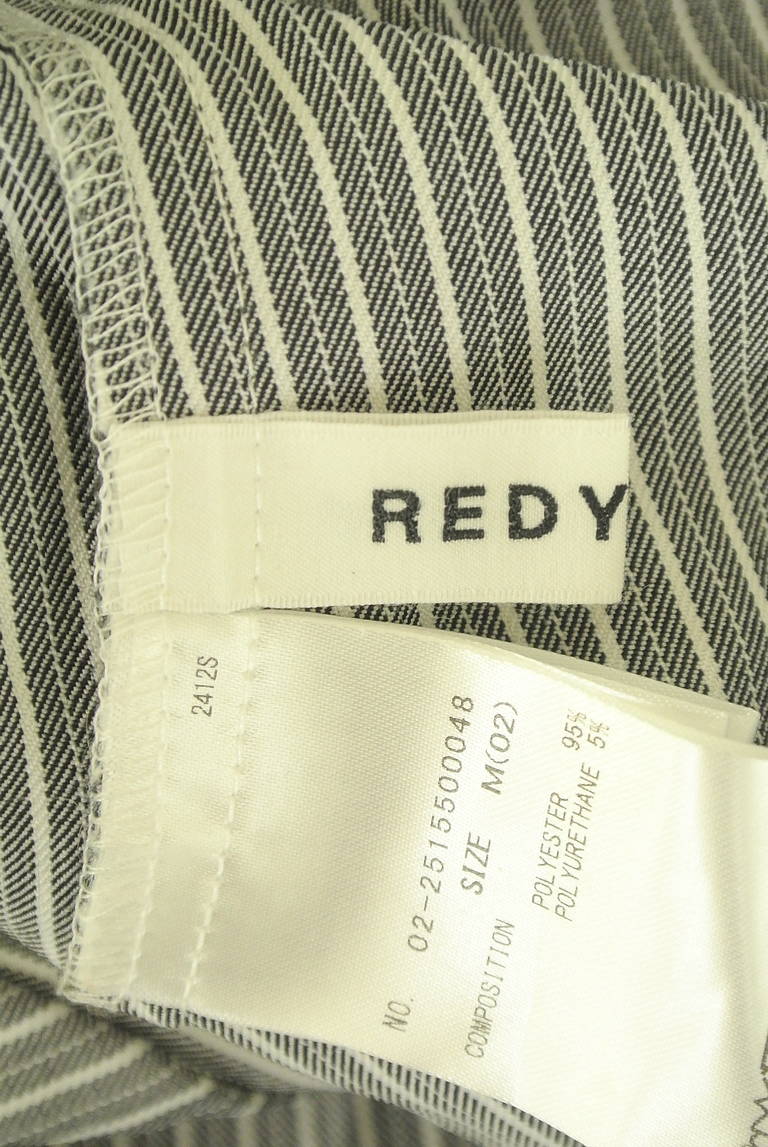 REDY
2412S
NO. 02-2515500048
SIZE M(02)
COMPOSITION
POLYESTER 95%
POLYURETHANE 5%